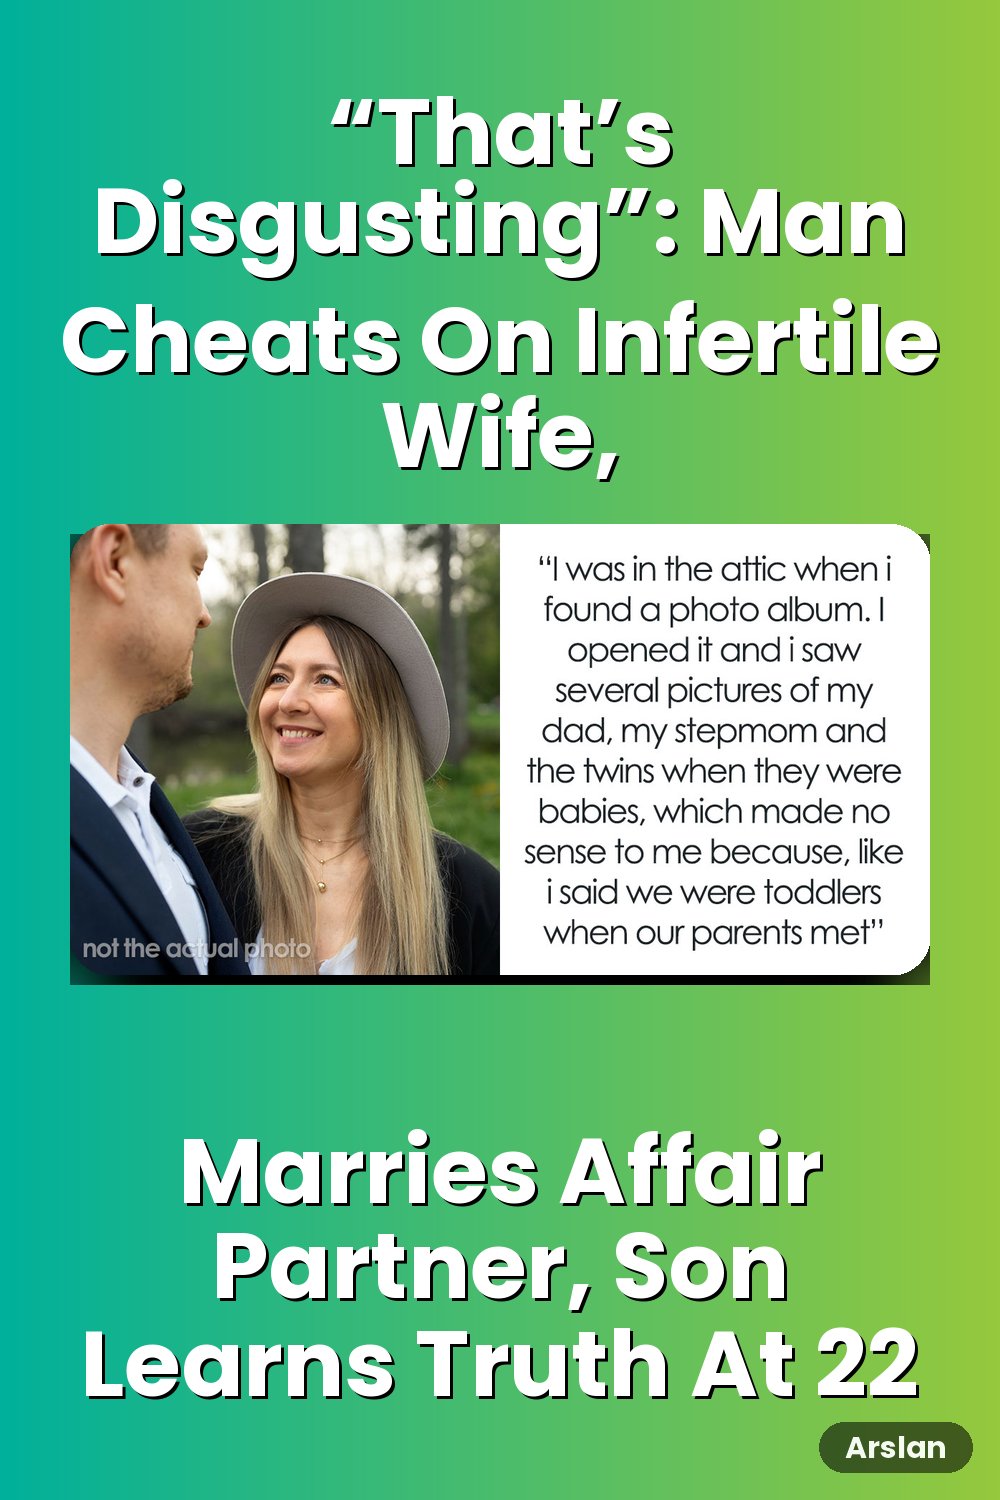 “That’s
Disgusting”: Man
Cheats On Infertile
Wife,
“I was in the attic when i
found a photo album. I
opened it and i saw
several pictures of my
dad, my stepmom and
the twins when they were
babies, which made no
sense to me because, like
i said we were toddlers
when our parents met”
not the actual photo
Marries Affair
Partner, Son
Learns Truth At 22
Arslan